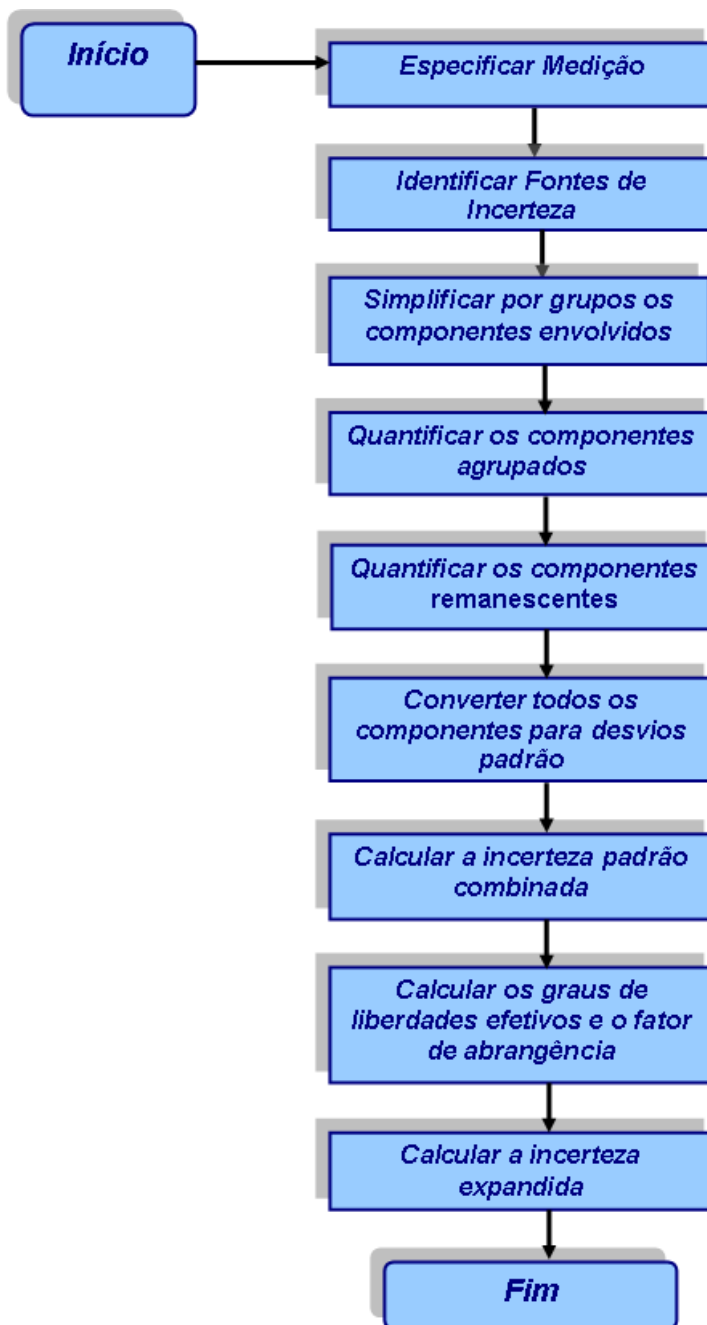 Início
Especificar Medição
Identificar Fontes de
Incerteza
Simplificar por grupos os
componentes envolvidos
Quantificar os componentes
agrupados
Quantificar os componentes
remanescentes
Converter todos os
componentes para desvios
padrão
Calcular a incerteza padrão
combinada
Calcular os graus de
liberdades efetivos e o fator
de abrangência
Calcular a incerteza
expandida
Fim